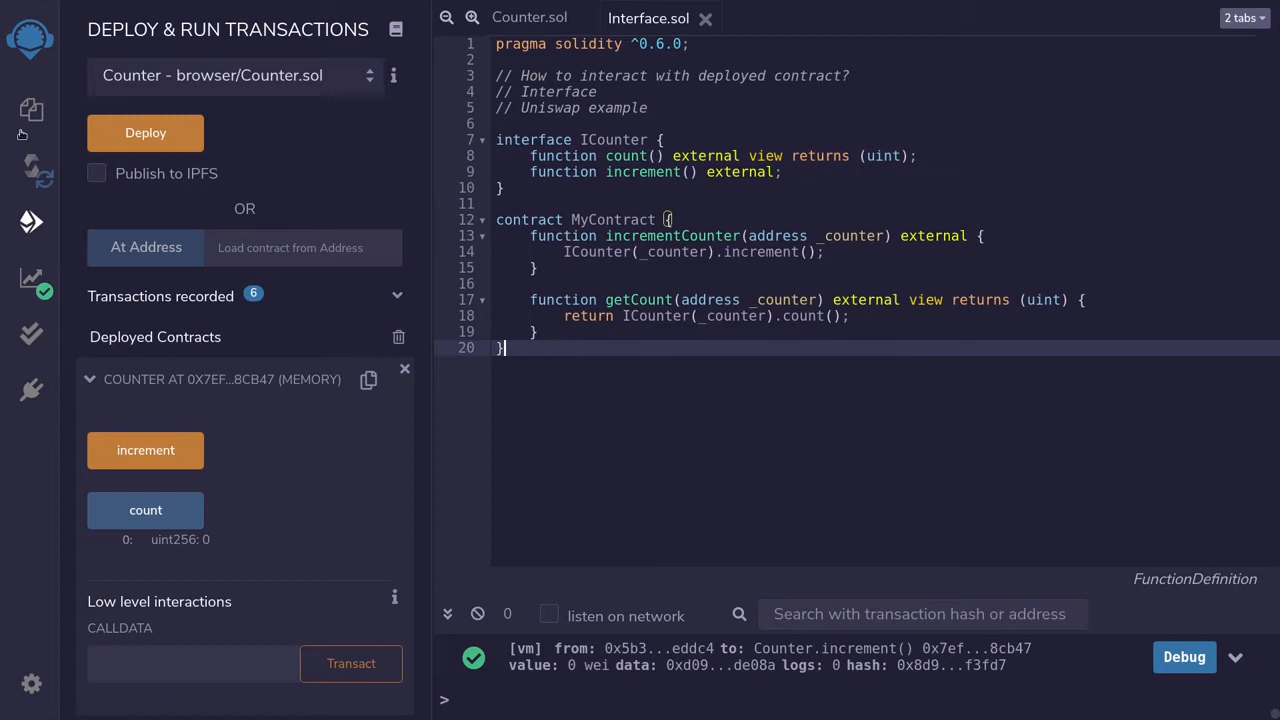 DEPLOY & RUN TRANSACTIONS
Counter - browser/Counter.sol
Deploy
Publish to IPFS
OR
At Address
Load contract from Address
Transactions recorded 6
Deployed Contracts
COUNTER AT 0X7EF...8CB47 (MEMORY)
increment
count
0: uint256: 0
Low level interactions
CALLDATA
Transact
Counter.sol
Interface.sol
2 tabs
1 pragma solidity ^0.6.0;
2
3 // How to interact with deployed contract?
4 // Interface
5 // Uniswap example
6
7 interface ICounter {
8 function count() external view returns (uint);
9 function increment() external;
10 }
11
12 contract MyContract {
13 function incrementCounter(address _counter) external {
14 ICounter(_counter).increment();
15 }
16
17 function getCount(address _counter) external view returns (uint) {
18 return ICounter(_counter).count();
19 }
20 }
FunctionDefinition
0
listen on network
Search with transaction hash or address
[vm] from: 0x5b3...eddc4 to: Counter.increment() 0x7ef...8cb47
value: 0 wei data: 0xd09...de08a logs: 0 hash: 0x8d9...f3fd7
Debug
>